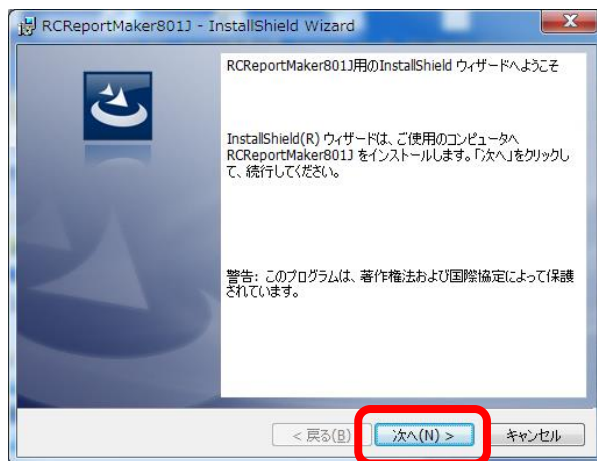 RCReportMaker801J - InstallShield Wizard
RCReportMaker801J用のInstallShield ウィザードへようこそ
InstallShield(R) ウィザードは、ご使用のコンピュータへ
RCReportMaker801J をインストールします。「次へ」をクリックし
て、続行してください。
警告: このプログラムは、著作権法および国際協定によって保護
されています。
< 戻る(B)
次へ(N) >
キャンセル